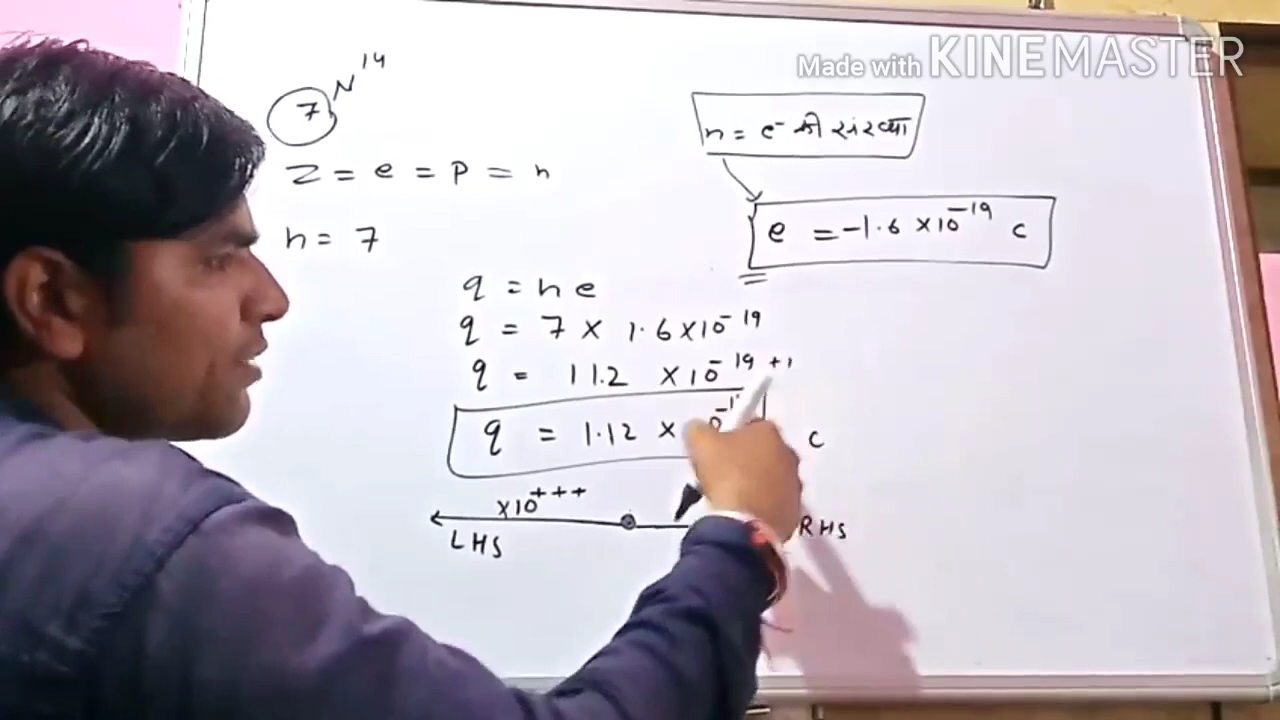 Made with KINEMASTER
7 N 14
n = e⁻ की संख्या
Z = e = P = n
e = -1.6 × 10⁻¹⁹ C
n = 7
q = n e
q = 7 × 1.6 × 10⁻¹⁹
q = 11.2 × 10⁻¹⁹ ⁺¹
q = 1.12 × C
×10⁺⁺⁺
LHS RHS